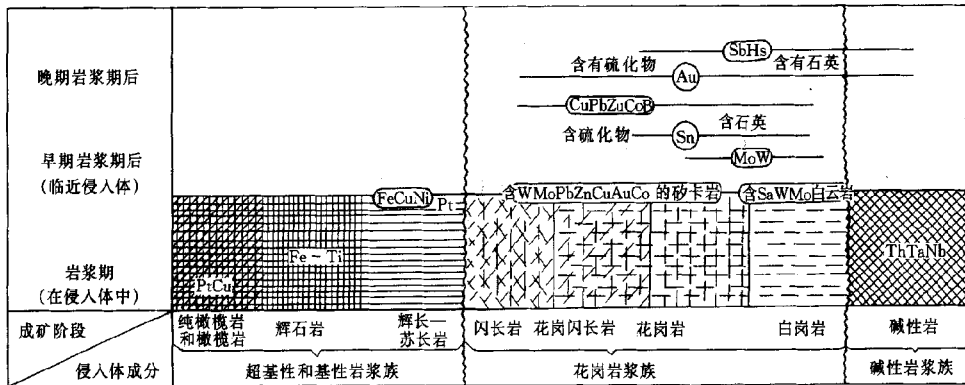 晚期岩浆期后
SbHs
含有硫化物 Au 含有石英
CuPbZuCoB
含硫化物 Sn 含石英
早期岩浆期后
MoW
(临近侵入体)
FeCuNi Pt 含WMoPbZnCuAuCo 的矽卡岩 含SaWMo白云岩
岩浆期
Fe－Ti
ThTaNb
(在侵入体中)
PtCu
成矿阶段
纯橄榄岩
和橄榄岩
辉石岩
辉长—
苏长岩
闪长岩 花岗闪长岩 花岗岩 白岗岩 碱性岩
侵入体成分 超基性和基性岩浆族 花岗岩浆族 碱性岩浆族